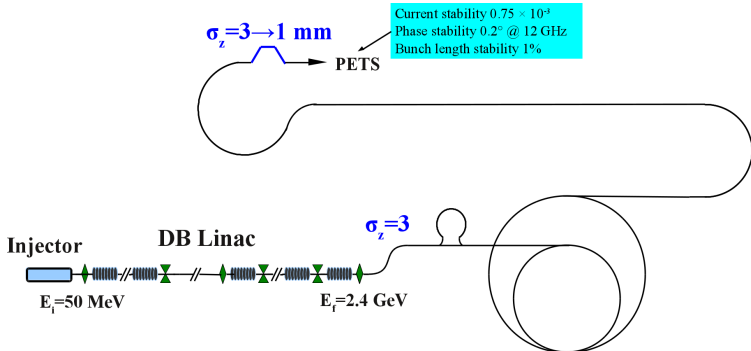 Current stability 0.75 × 10⁻³
Phase stability 0.2° @ 12 GHz
Bunch length stability 1%
σz=3→1 mm
PETS
σz=3
DB Linac
Injector
Ei=50 MeV
Ef=2.4 GeV